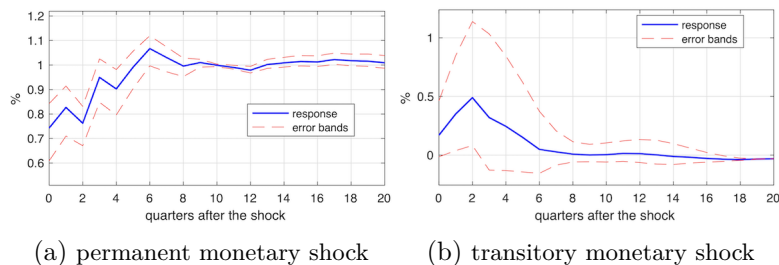 1.2
1.1
1
0.9
0.8
0.7
0.6
%
0 2 4 6 8 10 12 14 16 18 20
quarters after the shock
response
error bands
(a) permanent monetary shock
1
0.5
0
%
0 2 4 6 8 10 12 14 16 18 20
quarters after the shock
response
error bands
(b) transitory monetary shock